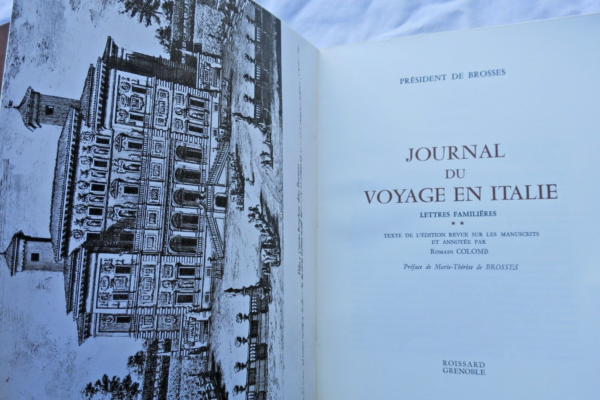 PRÉSIDENT DE BROSSES
JOURNAL
DU
VOYAGE EN ITALIE
LETTRES FAMILIÈRES
★ ★
TEXTE DE L'ÉDITION REVUE SUR LES MANUSCRITS
ET ANNOTÉE PAR
ROMAIN COLOMB
Préface de Marie-Thérèse de BROSSES
ROISSARD
GRENOBLE